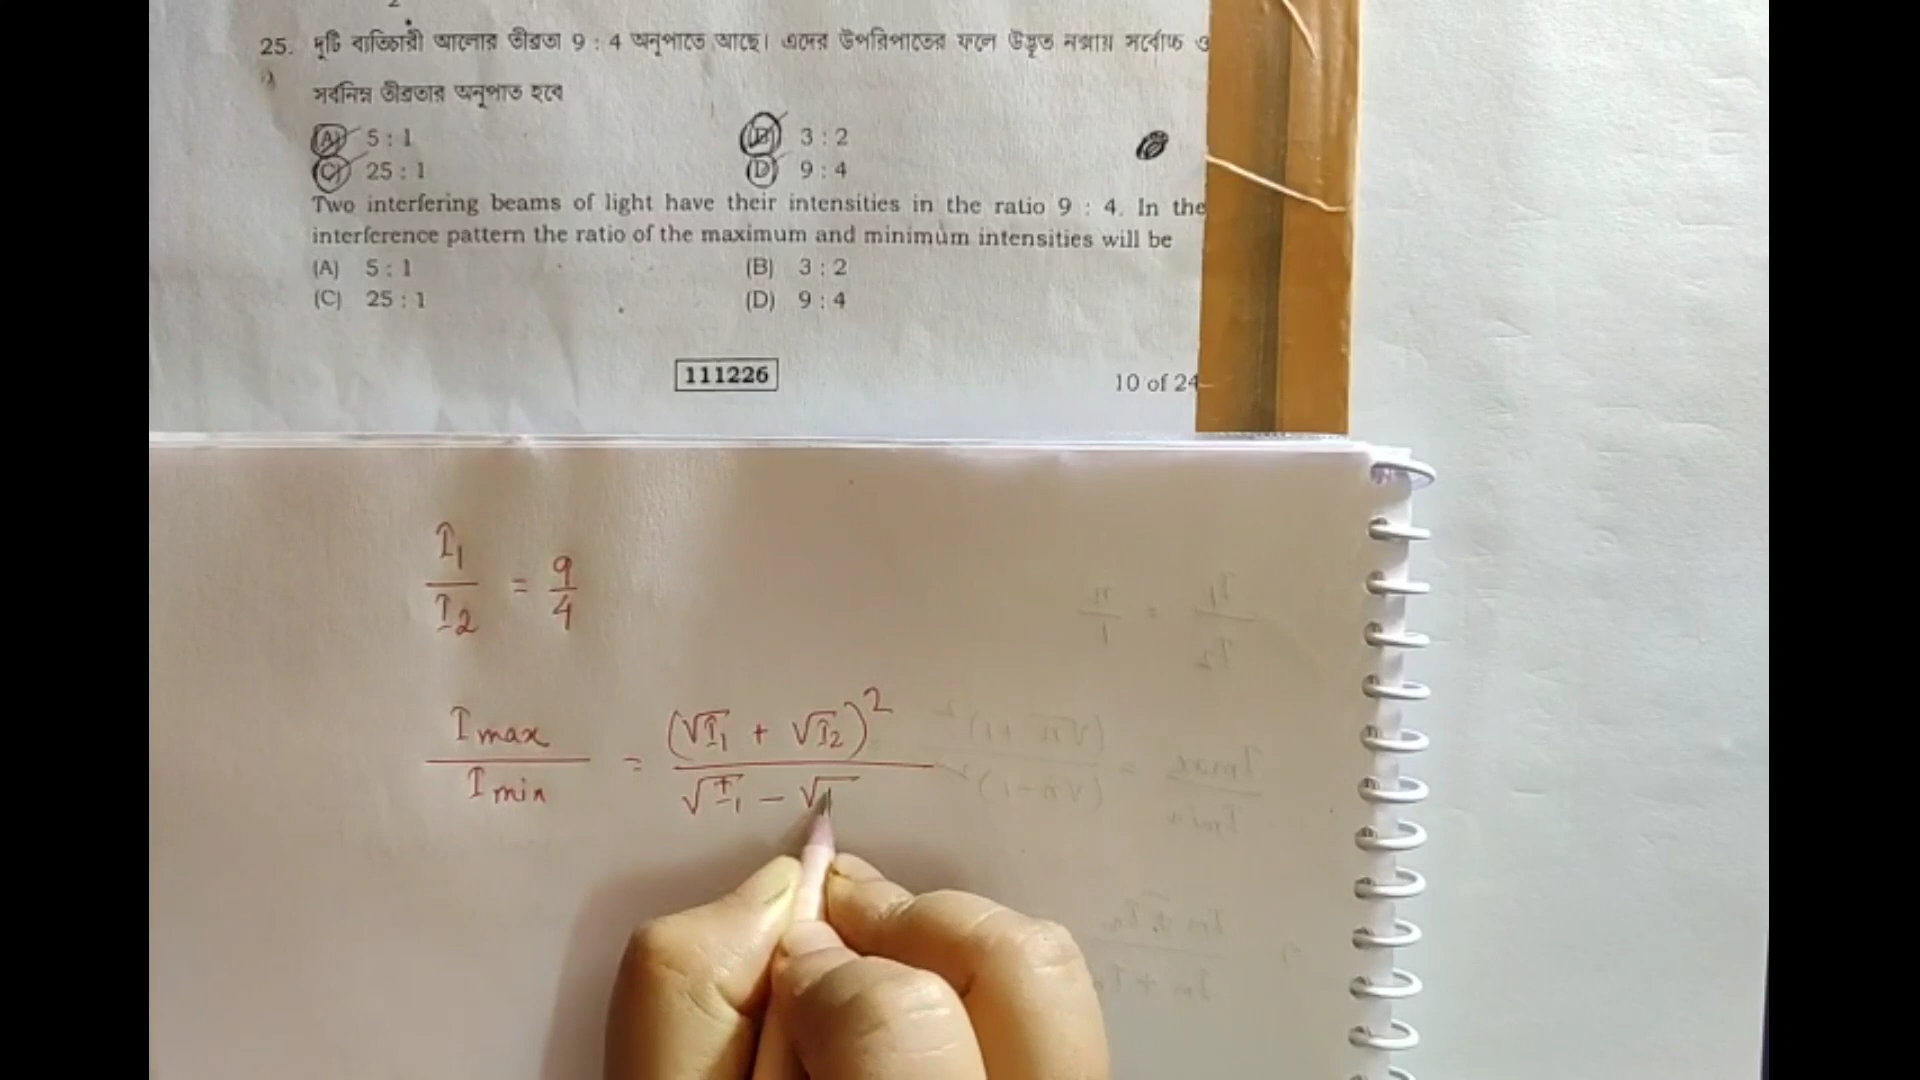 25. দুটি ব্যতিচারী আলোর তীব্রতা 9 : 4 অনুপাতে আছে। এদের উপরিপাতের ফলে উদ্ভূত নক্সায় সর্বোচ্চ ও
সর্বনিম্ন তীব্রতার অনুপাত হবে
(A) 5 : 1 (B) 3 : 2
(C) 25 : 1 (D) 9 : 4
Two interfering beams of light have their intensities in the ratio 9 : 4. In the
interference pattern the ratio of the maximum and minimum intensities will be
(A) 5 : 1 (B) 3 : 2
(C) 25 : 1 (D) 9 : 4
111226
10 of 24
I₁/I₂ = 9/4
I max / I min = (√I₁ + √I₂)² / √I₁ - √